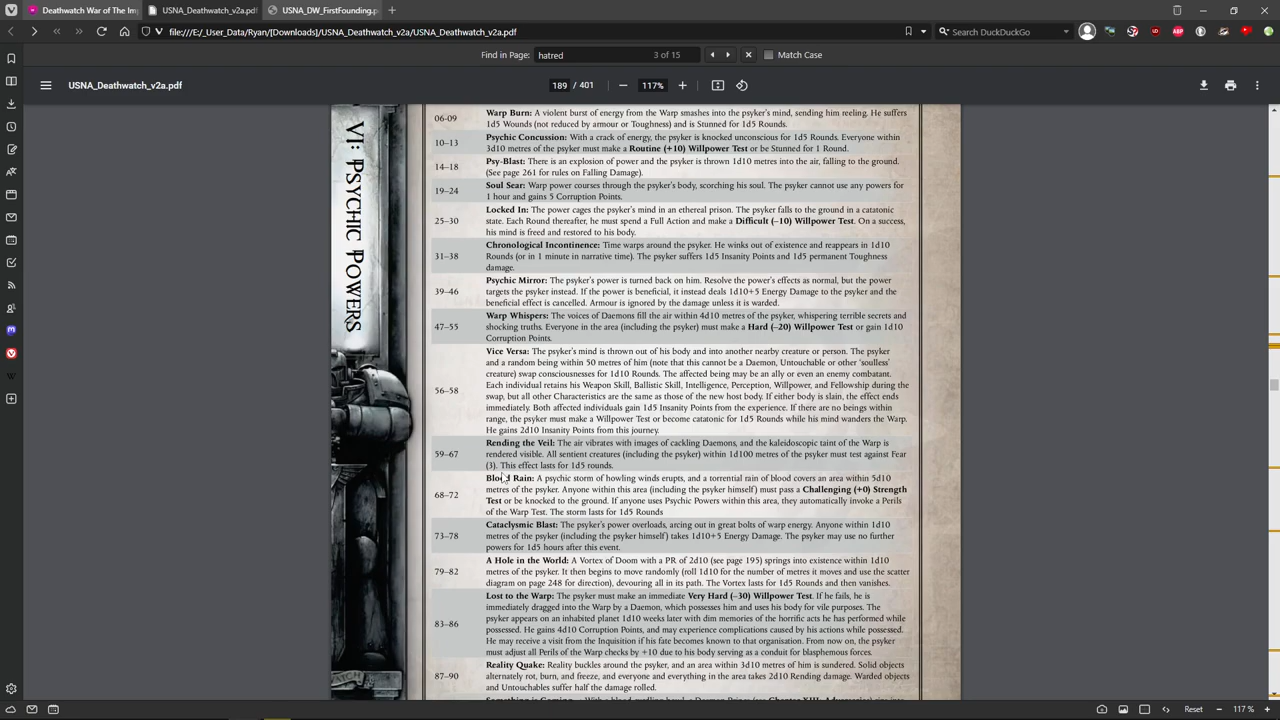 Deathwatch War of The Im
USNA_Deathwatch_v2a.pdf
USNA_DW_FirstFounding.p
file:///E:/_User_Data/Ryan/[Downloads]/USNA_Deathwatch_v2a/USNA_Deathwatch_v2a.pdf
Search DuckDuckGo
Find in Page:
hatred
3 of 15
Match Case
USNA_Deathwatch_v2a.pdf
189 / 401
117%
VI: Psychic Powers
06-09
Warp Burn: A violent burst of energy from the Warp smashes into the psyker's mind, sending him reeling. He suffers
1d5 Wounds (not reduced by armour or Toughness) and is Stunned for 1d5 Rounds.
10–13
Psychic Concussion: With a crack of energy, the psyker is knocked unconscious for 1d5 Rounds. Everyone within
3d10 metres of the psyker must make a Routine (+10) Willpower Test or be Stunned for 1 Round.
14–18
Psy-Blast: There is an explosion of power and the psyker is thrown 1d10 metres into the air, falling to the ground.
(See page 261 for rules on Falling Damage).
19–24
Soul Sear: Warp power courses through the psyker's body, scorching his soul. The psyker cannot use any powers for
1 hour and gains 5 Corruption Points.
25–30
Locked In: The power cages the psyker's mind in an ethereal prison. The psyker falls to the ground in a catatonic
state. Each Round thereafter, he must spend a Full Action and make a Difficult (–10) Willpower Test. On a success,
his mind is freed and restored to his body.
31–38
Chronological Incontinence: Time warps around the psyker. He winks out of existence and reappears in 1d10
Rounds (or in 1 minute in narrative time). The psyker suffers 1d5 Insanity Points and 1d5 permanent Toughness
damage.
39–46
Psychic Mirror: The psyker's power is turned back on him. Resolve the power's effects as normal, but the power
targets the psyker instead. If the power is beneficial, it instead deals 1d10+5 Energy Damage to the psyker and the
beneficial effect is cancelled. Armour is ignored by the damage unless it is warded.
47–55
Warp Whispers: The voices of Daemons fill the air within 4d10 metres of the psyker, whispering terrible secrets and
shocking truths. Everyone in the area (including the psyker) must make a Hard (–20) Willpower Test or gain 1d10
Corruption Points.
56–58
Vice Versa: The psyker's mind is thrown out of his body and into another nearby creature or person. The psyker
and a random being within 50 metres of him (note that this cannot be a Daemon, Untouchable or other 'soulless'
creature) swap consciousnesses for 1d10 Rounds. The affected being may be an ally or even an enemy combatant.
Each individual retains his Weapon Skill, Ballistic Skill, Intelligence, Perception, Willpower, and Fellowship during the
swap, but all other Characteristics are the same as those of the new host body. If either body is slain, the effect ends
immediately. Both affected individuals gain 1d5 Insanity Points from the experience. If there are no beings within
range, the psyker must make a Willpower Test or become catatonic for 1d5 Rounds while his mind wanders the Warp.
He gains 2d10 Insanity Points from this journey.
59–67
Rending the Veil: The air vibrates with images of cackling Daemons, and the kaleidoscopic taint of the Warp is
rendered visible. All sentient creatures (including the psyker) within 1d100 metres of the psyker must test against Fear
(3). This effect lasts for 1d5 rounds.
68–72
Blood Rain: A psychic storm of howling winds erupts, and a torrential rain of blood covers an area within 5d10
metres of the psyker. Anyone within this area (including the psyker himself) must pass a Challenging (+0) Strength
Test or be knocked to the ground. If anyone uses Psychic Powers within this area, they automatically invoke a Perils
of the Warp Test. The storm lasts for 1d5 Rounds
73–78
Cataclysmic Blast: The psyker's power overloads, arcing out in great bolts of warp energy. Anyone within 1d10
metres of the psyker (including the psyker himself) takes 1d10+5 Energy Damage. The psyker may use no further
powers for 1d5 hours after this event.
79–82
A Hole in the World: A Vortex of Doom with a PR of 2d10 (see page 195) springs into existence within 1d10
metres of the psyker. It then begins to move randomly (roll 1d10 for the number of metres it moves and use the scatter
diagram on page 248 for direction), devouring all in its path. The Vortex lasts for 1d5 Rounds and then vanishes.
83–86
Lost to the Warp: The psyker must make an immediate Very Hard (–30) Willpower Test. If he fails, he is
immediately dragged into the Warp by a Daemon, which possesses him and uses his body for vile purposes. The
psyker appears on an inhabited planet 1d10 weeks later with dim memories of the horrific acts he has performed while
possessed. He gains 4d10 Corruption Points, and may experience complications caused by his actions while possessed.
He may receive a visit from the Inquisition if his fate becomes known to that organisation. From now on, the psyker
must adjust all Perils of the Warp checks by +10 due to his body serving as a conduit for blasphemous forces.
87–90
Reality Quake: Reality buckles around the psyker, and an area within 3d10 metres of him is sundered. Solid objects
alternately rot, burn, and freeze, and everyone and everything in the area takes 2d10 Rending damage. Warded objects
and Untouchables suffer half the damage rolled.
Reset
117 %